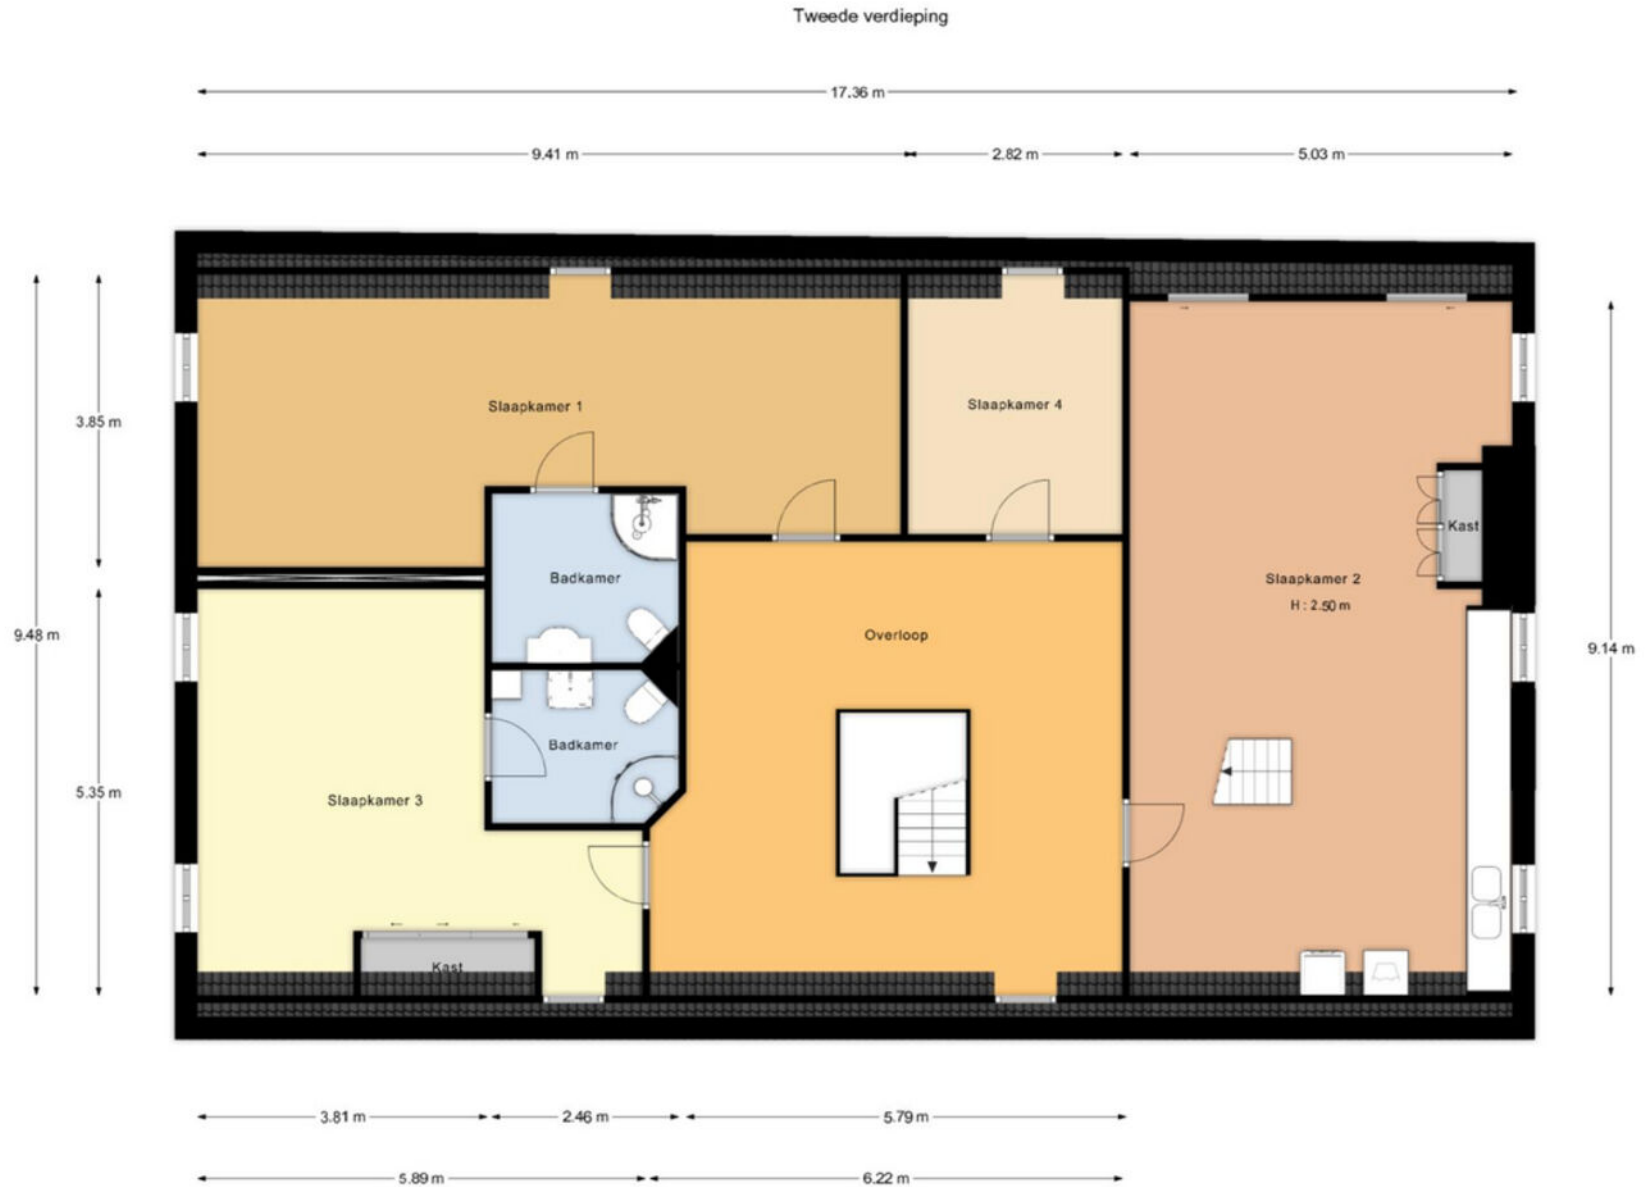 Tweede verdieping
17.36 m
9.41 m
2.82 m
5.03 m
3.85 m
Slaapkamer 1
Slaapkamer 4
Kast
Badkamer
Slaapkamer 2
H : 2.50 m
9.48 m
Overloop
9.14 m
Badkamer
5.35 m
Slaapkamer 3
Kast
3.81 m
2.46 m
5.79 m
5.89 m
6.22 m